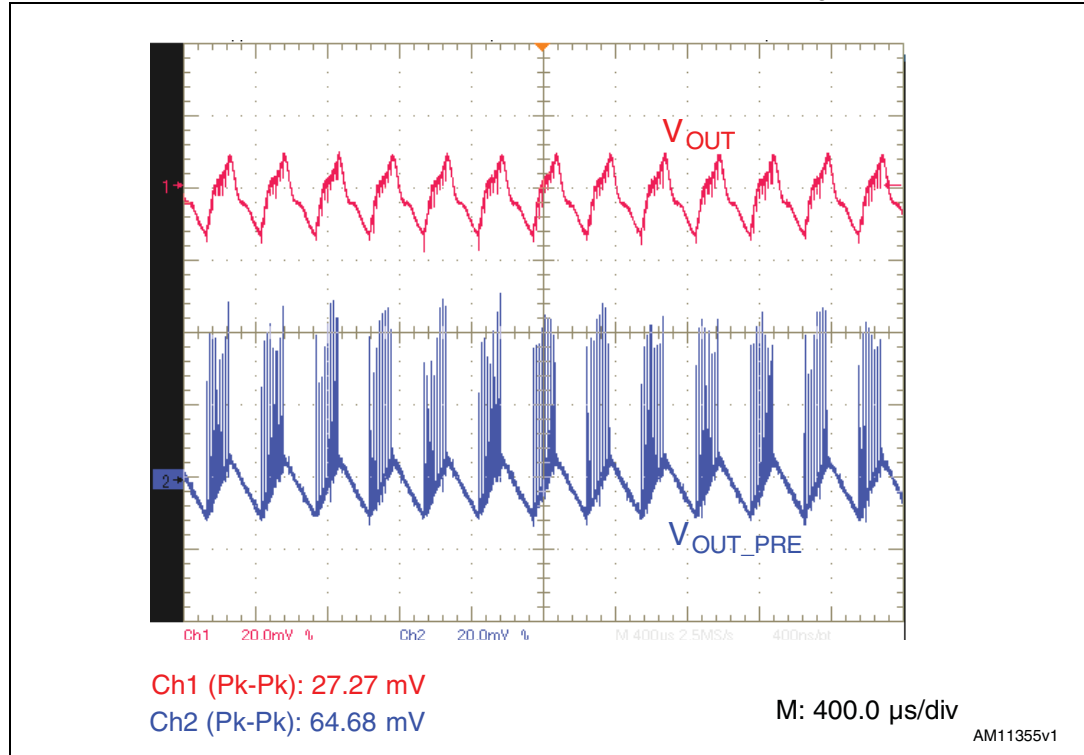 VOUT
1
2
VOUT_PRE
Ch1 20.0mV Ch2 20.0mV M 400µs 2.5MS/s 400ns/pt
Ch1 (Pk-Pk): 27.27 mV
Ch2 (Pk-Pk): 64.68 mV
M: 400.0 µs/div
AM11355v1